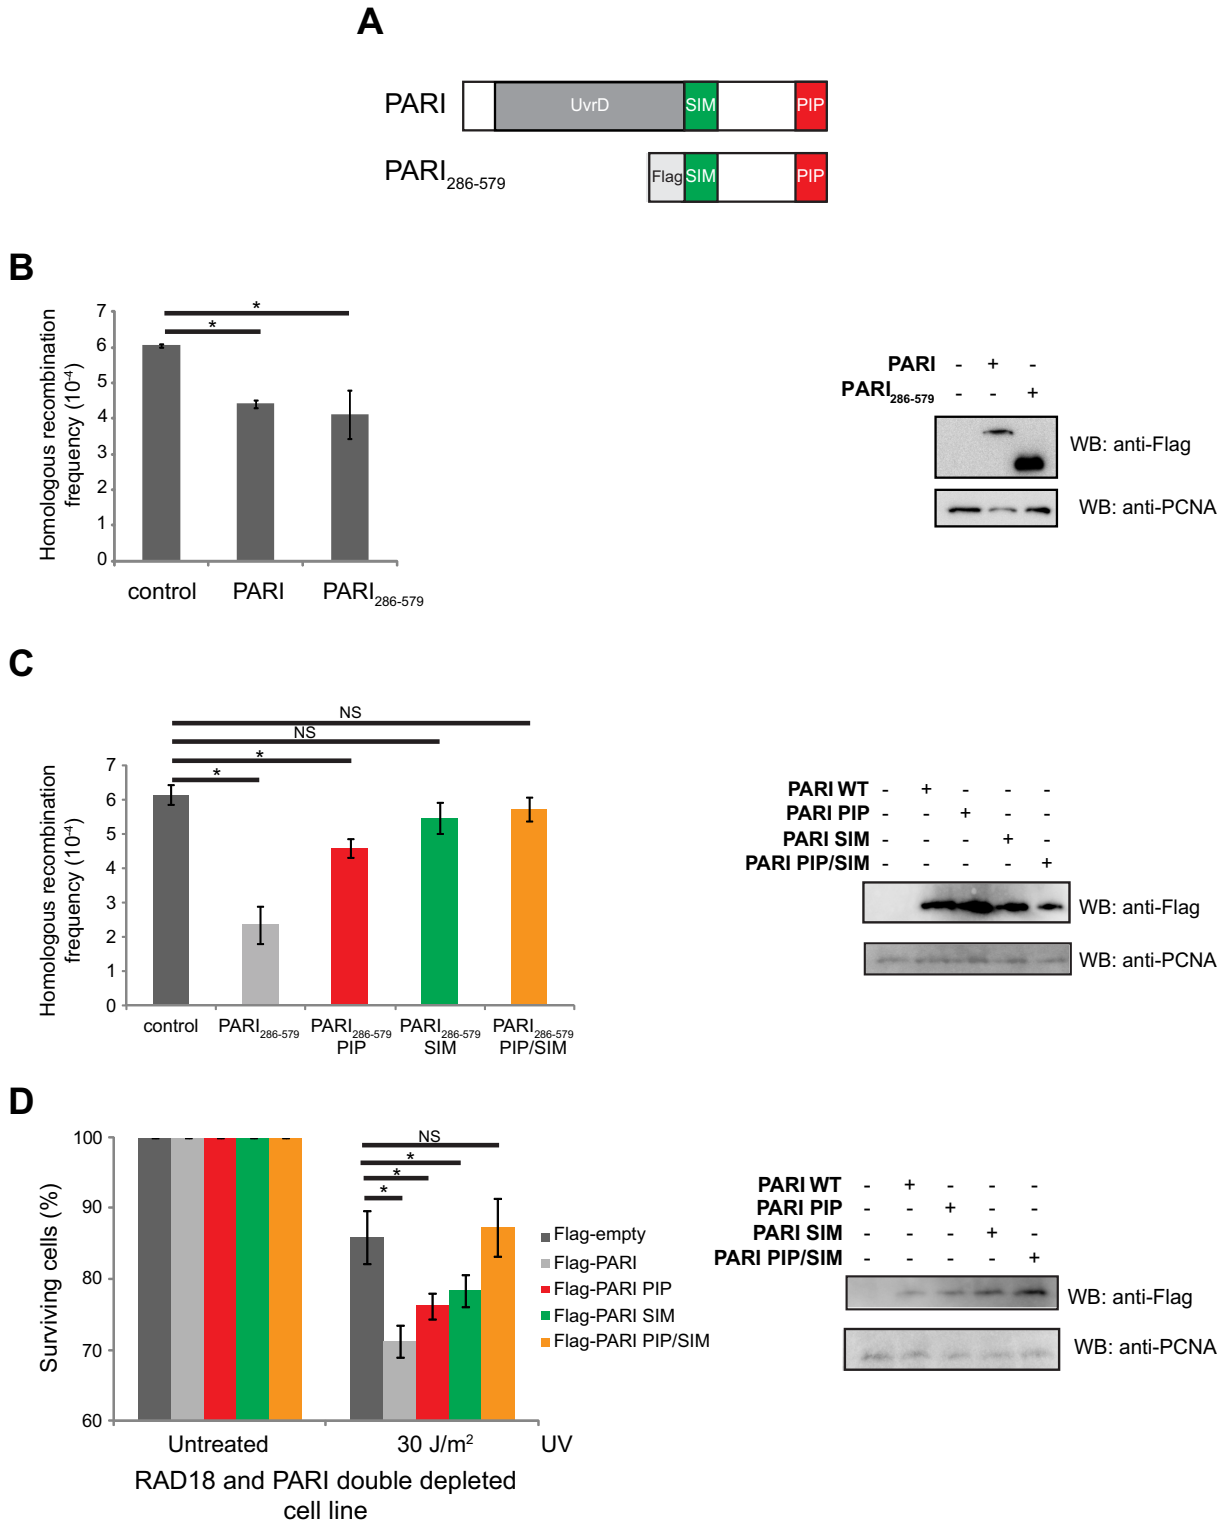 A
PARI
UvrD
SIM
PIP
PARI286-579
Flag
SIM
PIP
B
Homologous recombination
frequency (10-4)
7
6
5
4
3
2
1
0
*
*
control
PARI
PARI286-579
PARI - + -
PARI286-579 - - +
WB: anti-Flag
WB: anti-PCNA
C
Homologous recombination
frequency (10-4)
7
6
5
4
3
2
1
0
NS
NS
*
*
control
PARI286-579
PARI286-579
PIP
PARI286-579
SIM
PARI286-579
PIP/SIM
PARI WT - + - - -
PARI PIP - - + - -
PARI SIM - - - + -
PARI PIP/SIM - - - - +
WB: anti-Flag
WB: anti-PCNA
D
Surviving cells (%)
100
90
80
70
60
NS
*
*
*
Flag-empty
Flag-PARI
Flag-PARI PIP
Flag-PARI SIM
Flag-PARI PIP/SIM
Untreated
30 J/m2
UV
RAD18 and PARI double depleted
cell line
PARI WT - + - - -
PARI PIP - - + - -
PARI SIM - - - + -
PARI PIP/SIM - - - - +
WB: anti-Flag
WB: anti-PCNA